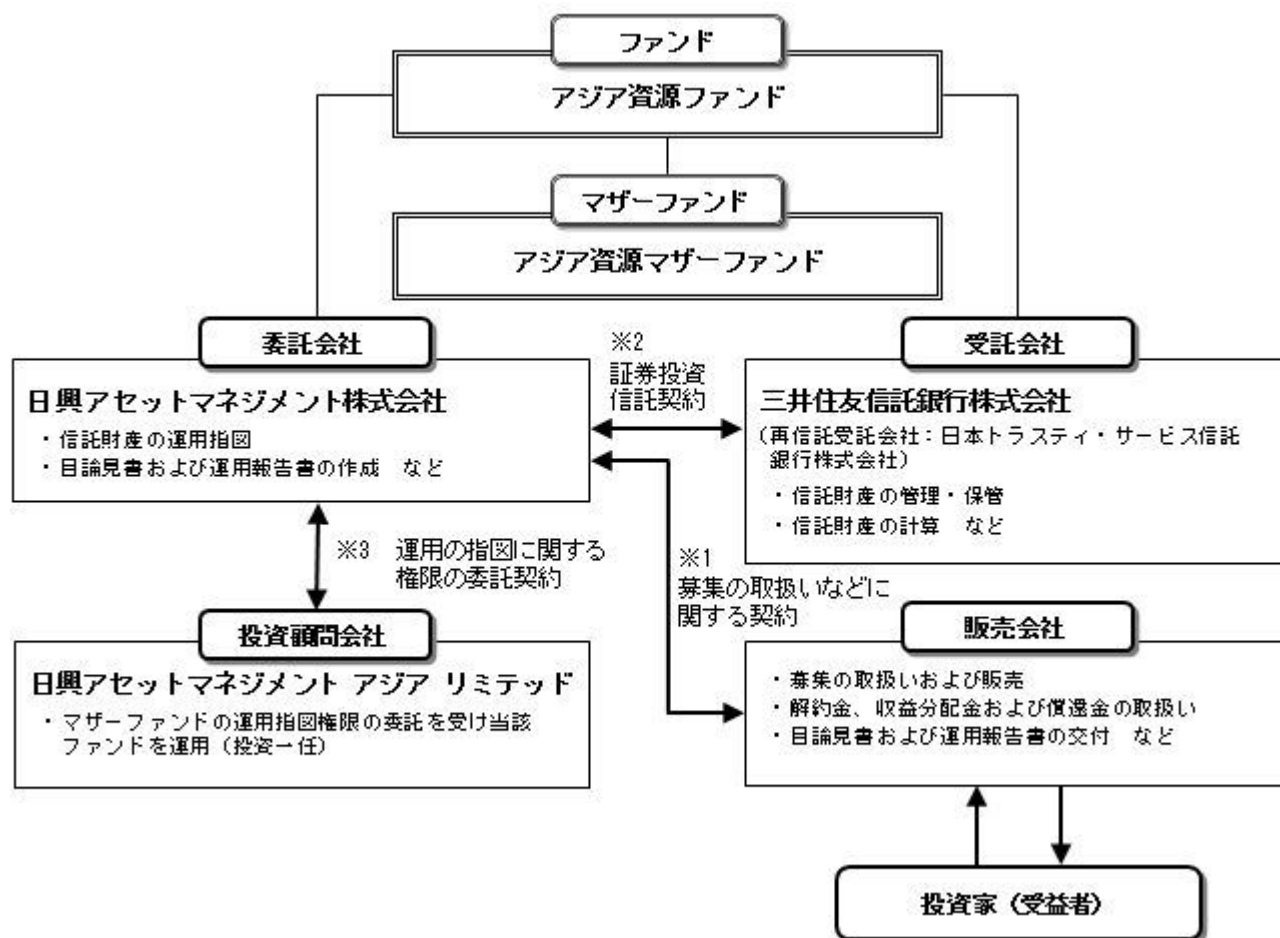 ファンド
アジア資源ファンド
マザーファンド
アジア資源マザーファンド
委託会社
日興アセットマネジメント株式会社
・信託財産の運用指図
・目論見書および運用報告書の作成 など
※2
証券投資
信託契約
受託会社
三井住友信託銀行株式会社
(再信託受託会社:日本トラスティ・サービス信託
銀行株式会社)
・信託財産の管理・保管
・信託財産の計算 など
※3 運用の指図に関する
権限の委託契約
※1
募集の取扱いなどに
関する契約
投資顧問会社
日興アセットマネジメント アジア リミテッド
・マザーファンドの運用指図権限の委託を受け当該
ファンドを運用(投資一任)
販売会社
・募集の取扱いおよび販売
・解約金、収益分配金および償還金の取扱い
・目論見書および運用報告書の交付 など
投資家(受益者)